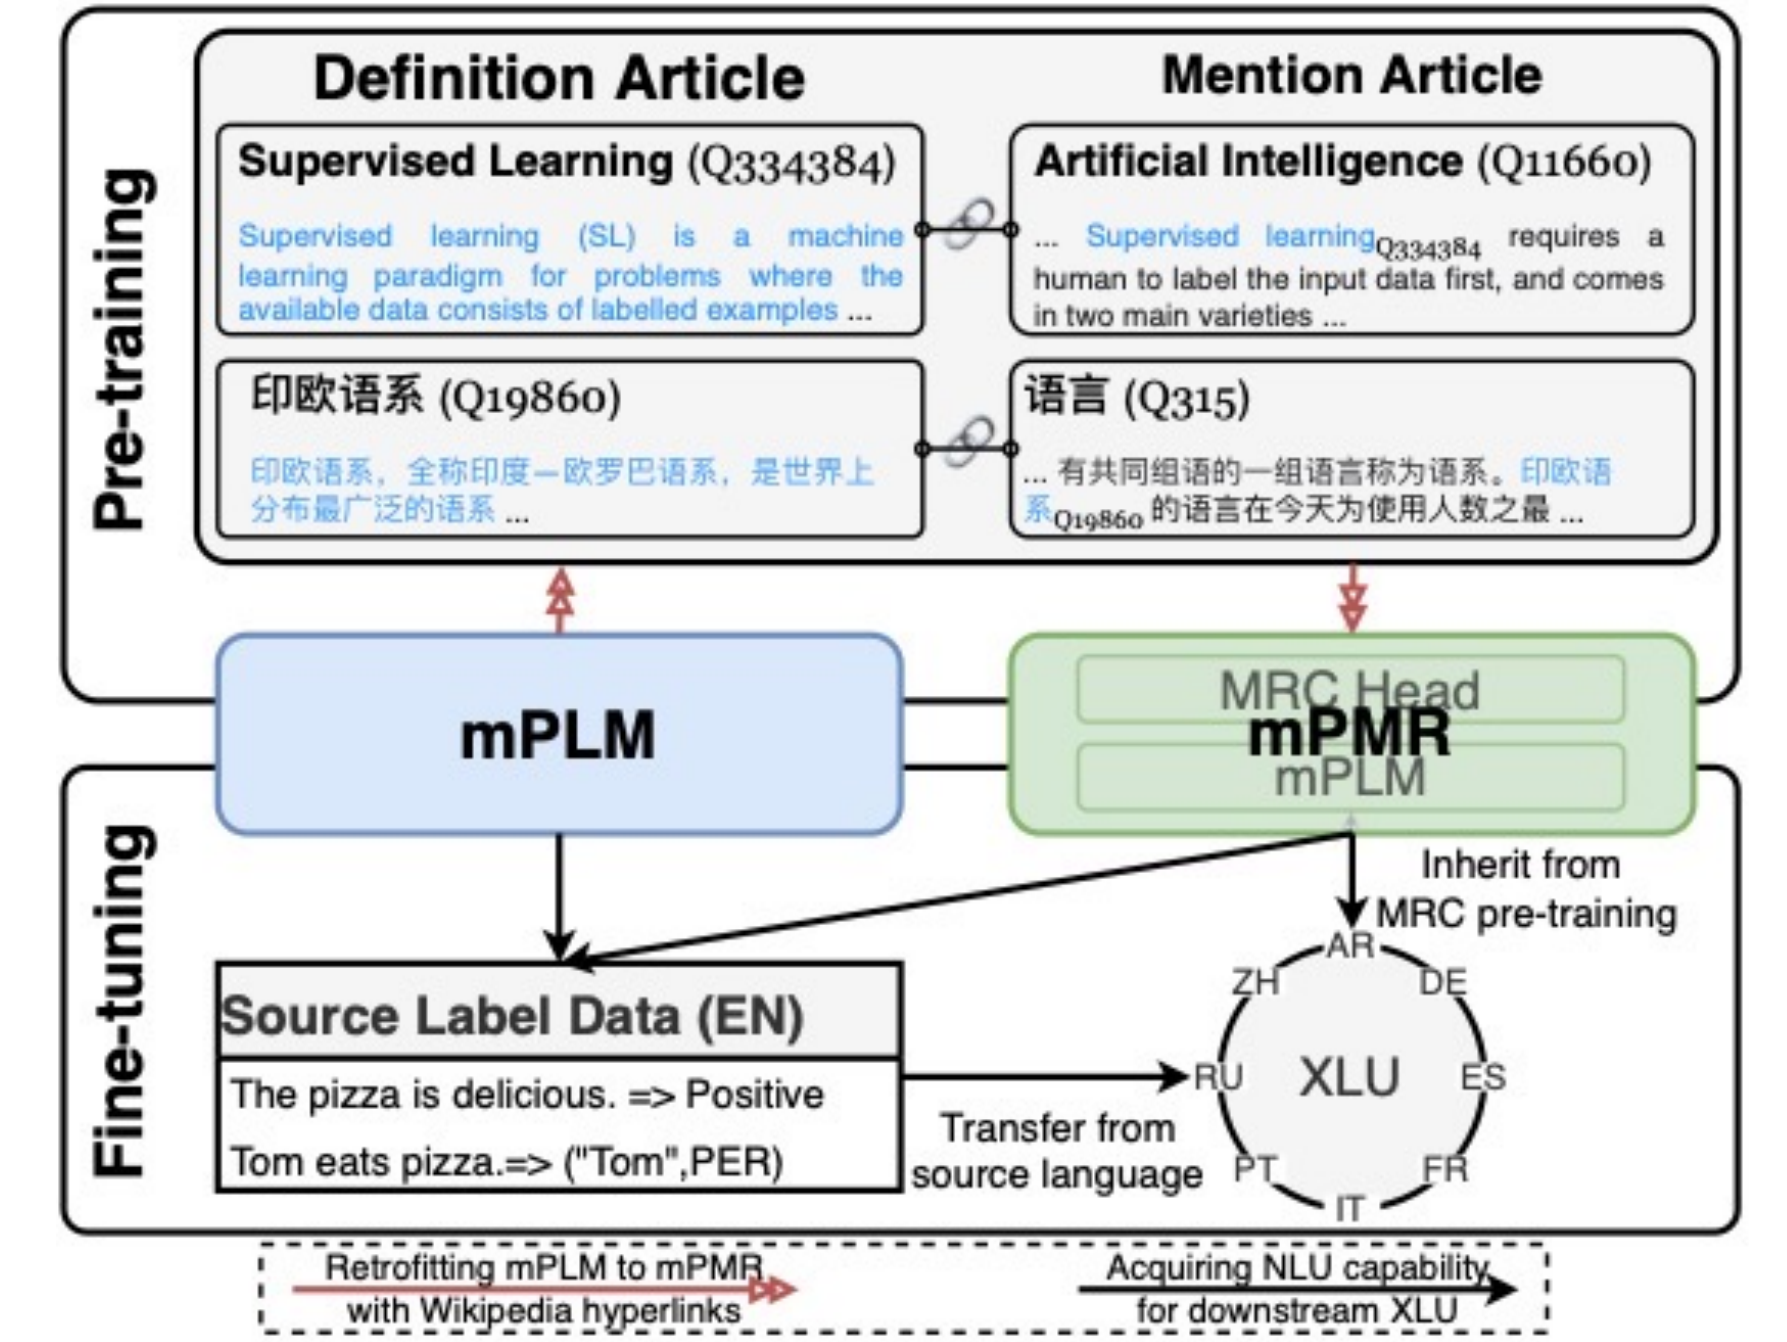 Pre-training
Definition Article
Mention Article
Supervised Learning (Q334384)
Supervised learning (SL) is a machine
learning paradigm for problems where the
available data consists of labelled examples ...
Artificial Intelligence (Q11660)
... Supervised learningQ334384 requires a
human to label the input data first, and comes
in two main varieties ...
印欧语系 (Q19860)
印欧语系，全称印度—欧罗巴语系，是世界上
分布最广泛的语系 ...
语言 (Q315)
... 有共同组语的一组语言称为语系。印欧语
系Q19860 的语言在今天为使用人数之最 ...
mPLM
MRC Head
mPMR
mPLM
Fine-tuning
Inherit from
MRC pre-training
Source Label Data (EN)
The pizza is delicious. => Positive
Tom eats pizza.=> ("Tom",PER)
Transfer from
source language
AR
ZH
DE
RU
XLU
ES
PT
FR
IT
Retrofitting mPLM to mPMR
with Wikipedia hyperlinks
Acquiring NLU capability
for downstream XLU